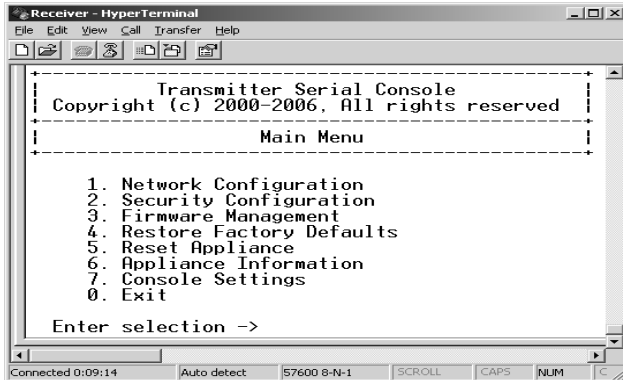 Receiver - HyperTerminal
File Edit View Call Transfer Help
Transmitter Serial Console
Copyright (c) 2000-2006, All rights reserved
Main Menu
1. Network Configuration
2. Security Configuration
3. Firmware Management
4. Restore Factory Defaults
5. Reset Appliance
6. Appliance Information
7. Console Settings
0. Exit
Enter selection ->
Connected 0:09:14 Auto detect 57600 8-N-1 SCROLL CAPS NUM C